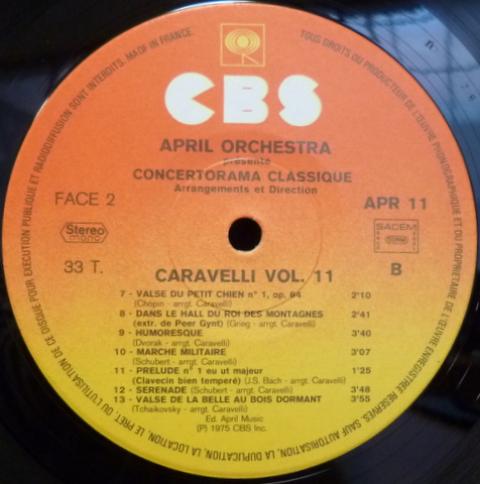 MADE IN FRANCE.
TOUS DROITS DU PRODUCTEUR DE L'ŒUVRE PHONOGRAPHIQUE ET DU PROPRIETAIRE DE L'ŒUVRE ENREGISTREE RESERVES. SAUF AUTORISATION, LA DUPLICATION, LA LOCATION, LE PRET, OU L'UTILISATION DE CE DISQUE POUR EXECUTION PUBLIQUE ET RADIODIFFUSION SONT INTERDITS.
CBS
APRIL ORCHESTRA
présente
CONCERTORAMA CLASSIQUE
Arrangements et Direction
FACE 2
APR 11
Stereo
mono
SACEM
33 T.
B
CARAVELLI VOL. 11
7 - VALSE DU PETIT CHIEN n° 1, op. 64 2'10
(Chopin - arrgt. Caravelli)
8 - DANS LE HALL DU ROI DES MONTAGNES 2'41
(extr. de Peer Gynt) (Grieg - arrgt. Caravelli)
9 - HUMORESQUE 3'40
(Dvorak - arrgt. Caravelli)
10 - MARCHE MILITAIRE 3'07
(Schubert - arrgt. Caravelli)
11 - PRELUDE n° 1 eu ut majeur 1'25
(Clavecin bien temperé) (J.S. Bach - arrgt. Caravelli)
12 - SERENADE (Schubert - arrgt. Caravelli) 3'48
13 - VALSE DE LA BELLE AU BOIS DORMANT 3'55
(Tchaikovsky - arrgt. Caravelli)
Ed. April Music
(P) 1975 CBS Inc.